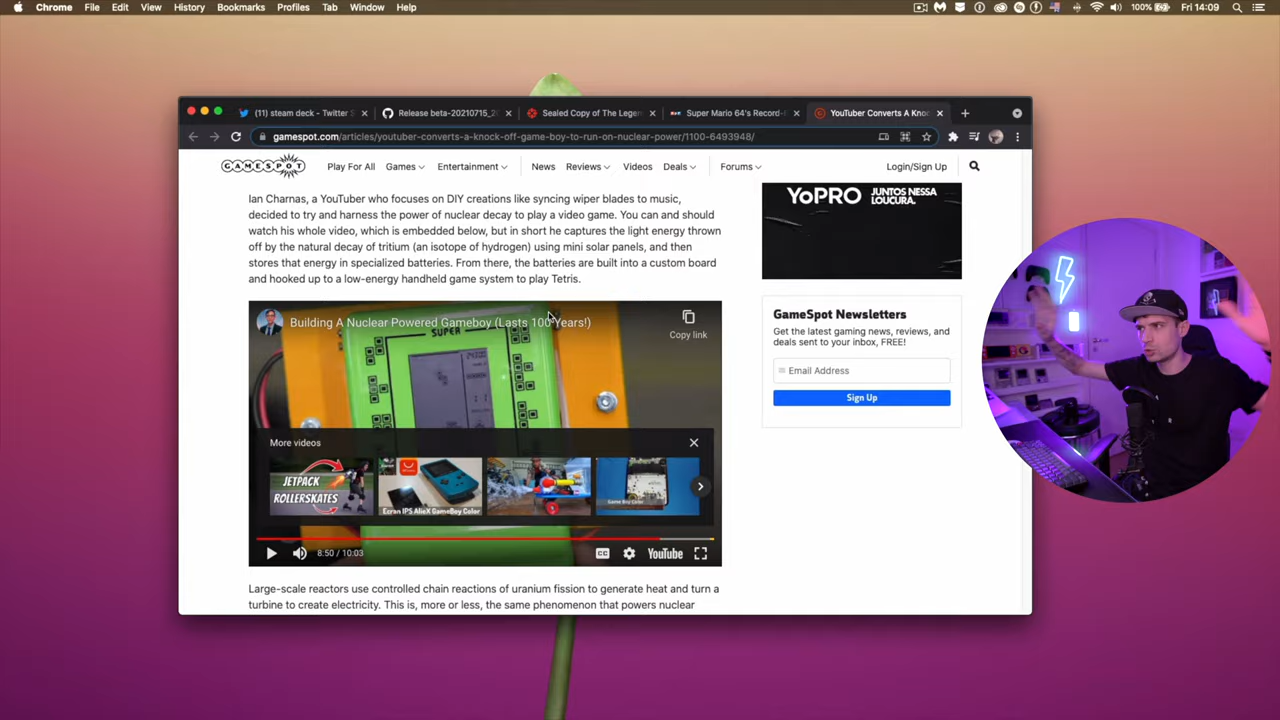 Chrome File Edit View History Bookmarks Profiles Tab Window Help
100% Fri 14:09
(11) steam deck - Twitter S
Release beta-20210715_2
Sealed Copy of The Legen
Super Mario 64's Record-
YouTuber Converts A Kno
gamespot.com/articles/youtuber-converts-a-knock-off-game-boy-to-run-on-nuclear-power/1100-6493948/
GAMESPOT
Play For All Games Entertainment News Reviews Videos Deals Forums Login/Sign Up
Ian Charnas, a YouTuber who focuses on DIY creations like syncing wiper blades to music,
decided to try and harness the power of nuclear decay to play a video game. You can and should
watch his whole video, which is embedded below, but in short he captures the light energy thrown
off by the natural decay of tritium (an isotope of hydrogen) using mini solar panels, and then
stores that energy in specialized batteries. From there, the batteries are built into a custom board
and hooked up to a low-energy handheld game system to play Tetris.
YoPRO JUNTOS NESSA
LOUCURA.
GameSpot Newsletters
Get the latest gaming news, reviews, and
deals sent to your inbox, FREE!
Email Address
Sign Up
Building A Nuclear Powered Gameboy (Lasts 100 Years!)
Copy link
SUPER
More videos
JETPACK
ROLLERSKATES
Ecran IPS AlieX GameBoy Color
Game Boy Color
8:50 / 10:03
CC
YouTube
Large-scale reactors use controlled chain reactions of uranium fission to generate heat and turn a
turbine to create electricity. This is, more or less, the same phenomenon that powers nuclear